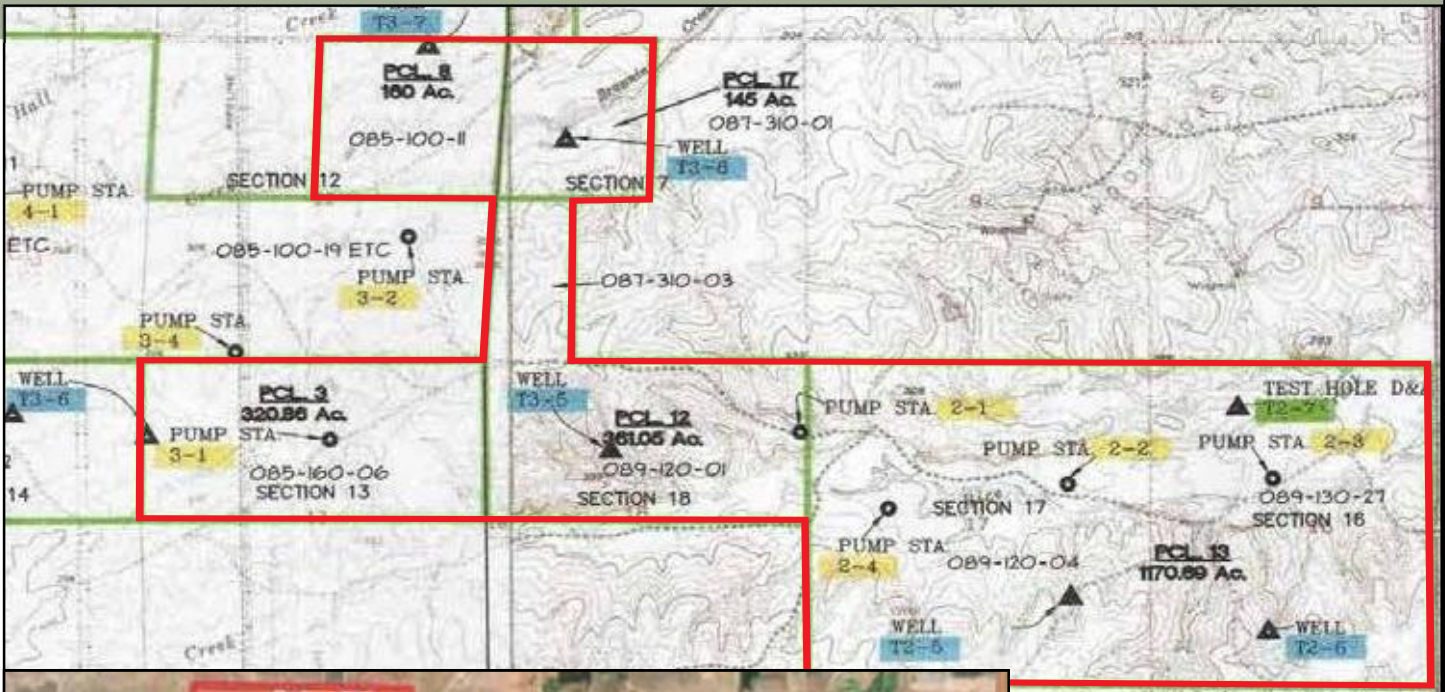 Creek
T3-7
PCL. 8
160 Ac.
085-100-11
PCL. 17
145 Ac.
087-310-01
Hall
WELL
T3-8
SECTION 12
SECTION 7
Creek
PUMP STA.
4-1
ETC
085-100-19 ETC
PUMP STA.
3-2
087-310-03
PUMP STA.
3-4
WELL
T3-6
PCL. 3
320.86 Ac.
PUMP STA.
3-1
085-160-06
SECTION 13
14
WELL
T3-5
PCL. 12
361.05 Ac.
089-120-01
SECTION 18
PUMP STA. 2-1
TEST HOLE D&A
T2-7
PUMP STA. 2-2
PUMP STA. 2-3
SECTION 17
17
089-130-27
SECTION 16
PUMP STA.
2-4
089-120-04
PCL. 13
1170.69 Ac.
WELL
T2-5
WELL
T2-6
Creek